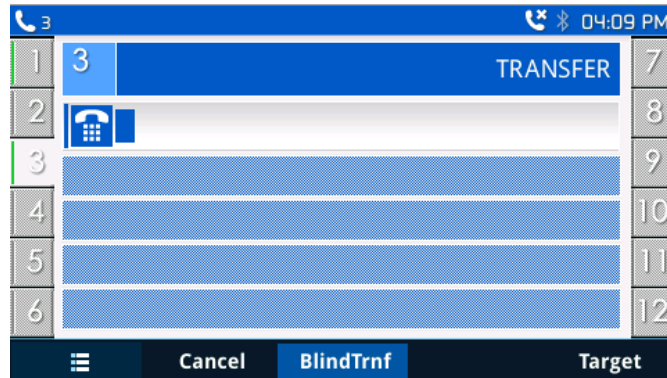 3 04:09 PM
1 3 TRANSFER 7
2 8
3 9
4 10
5 11
6 12
Cancel BlindTrnf Target